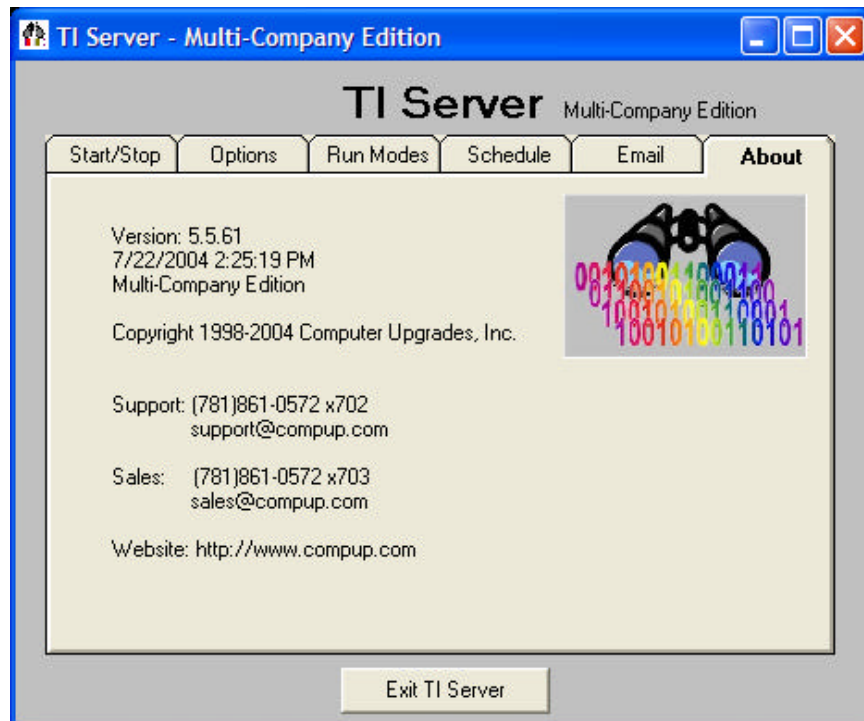 TI Server - Multi-Company Edition
TI Server Multi-Company Edition
Start/Stop Options Run Modes Schedule Email About
Version: 5.5.61
7/22/2004 2:25:19 PM
Multi-Company Edition
Copyright 1998-2004 Computer Upgrades, Inc.
Support: (781)861-0572 x702
support@compup.com
Sales: (781)861-0572 x703
sales@compup.com
Website: http://www.compup.com
10010100110101
Exit TI Server